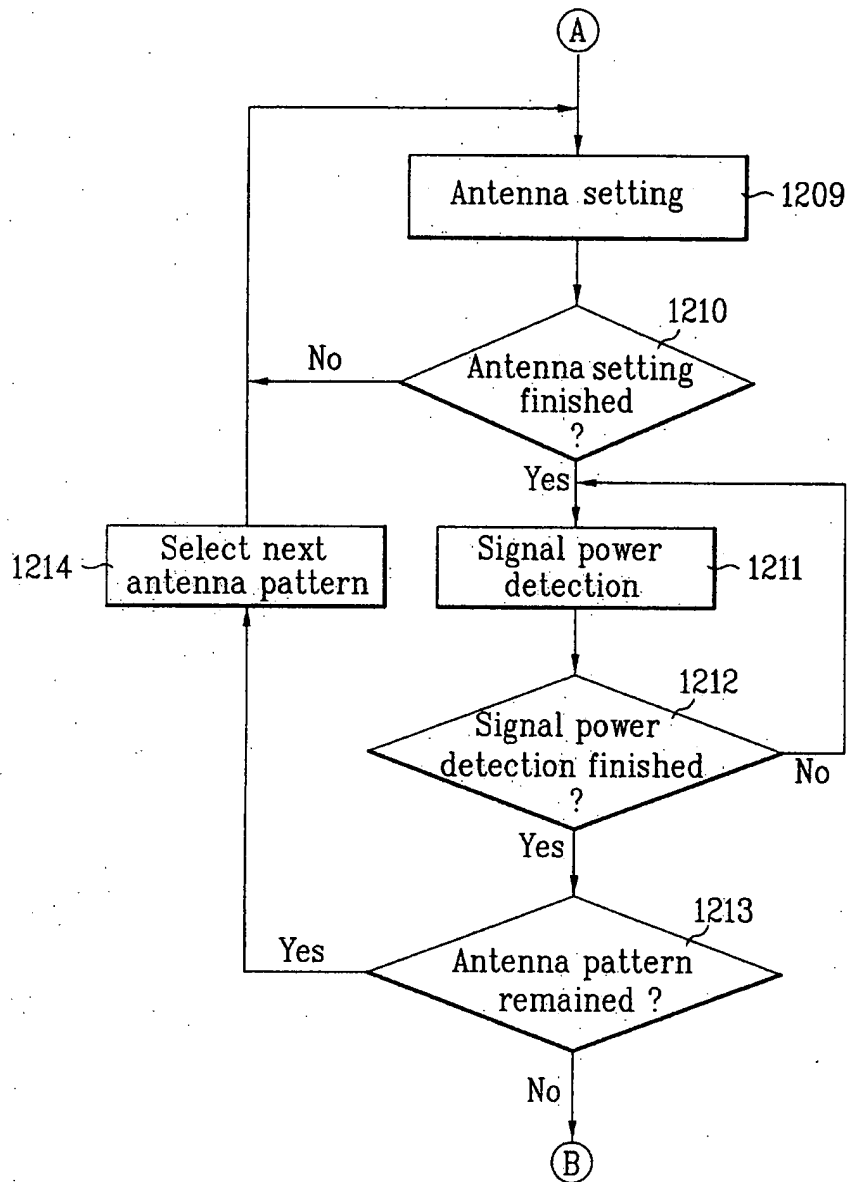 A
Antenna setting
1209
1210
Antenna setting
finished
?
No
Yes
Select next
antenna pattern
1214
Signal power
detection
1211
1212
Signal power
detection finished
?
No
Yes
1213
Antenna pattern
remained ?
Yes
No
B